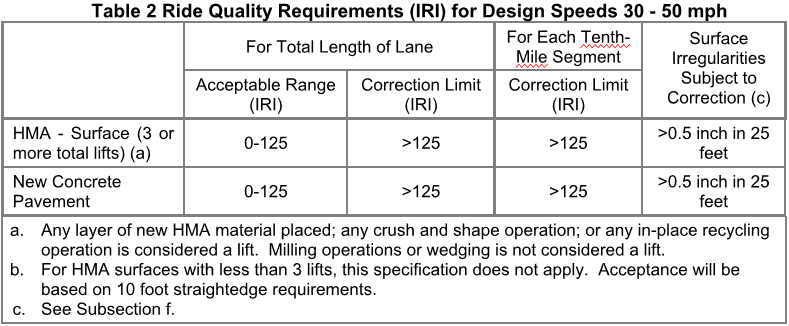 Table 2 Ride Quality Requirements (IRI) for Design Speeds 30 - 50 mph
For Total Length of Lane
For Each Tenth-
Mile Segment
Surface
Irregularities
Subject to
Correction (c)
Acceptable Range
(IRI)
Correction Limit
(IRI)
Correction Limit
(IRI)
HMA - Surface (3 or
more total lifts) (a)
0-125
>125
>125
>0.5 inch in 25
feet
New Concrete
Pavement
0-125
>125
>125
>0.5 inch in 25
feet
a. Any layer of new HMA material placed; any crush and shape operation; or any in-place recycling
operation is considered a lift. Milling operations or wedging is not considered a lift.
b. For HMA surfaces with less than 3 lifts, this specification does not apply. Acceptance will be
based on 10 foot straightedge requirements.
c. See Subsection f.